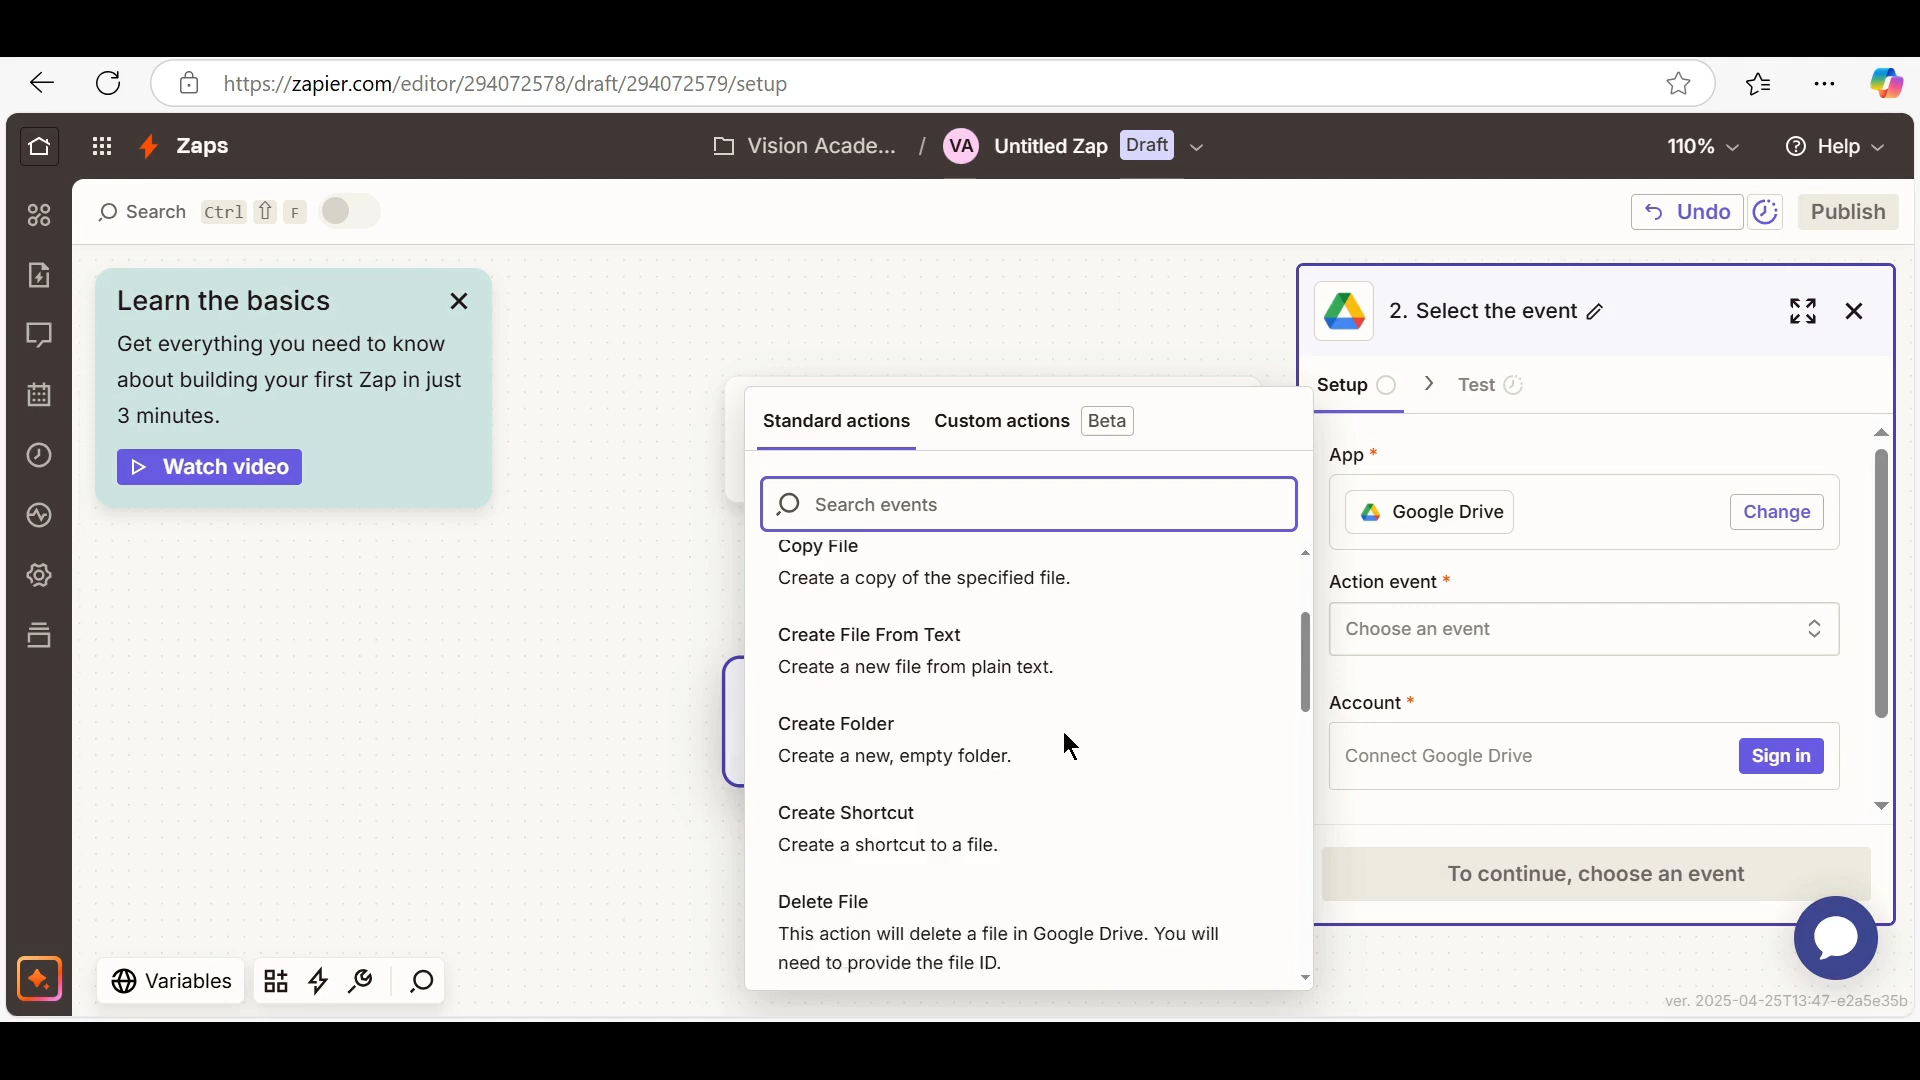 https://zapier.com/editor/294072578/draft/294072579/setup
Zaps
Vision Acade... / VA Untitled Zap Draft
110%
Help
Search Ctrl ⇧ F
Undo
Publish
Learn the basics
Get everything you need to know
about building your first Zap in just
3 minutes.
Watch video
Standard actions
Custom actions Beta
Search events
Copy File
Create a copy of the specified file.
Create File From Text
Create a new file from plain text.
Create Folder
Create a new, empty folder.
Create Shortcut
Create a shortcut to a file.
Delete File
This action will delete a file in Google Drive. You will
need to provide the file ID.
2. Select the event
Setup
Test
App *
Google Drive
Change
Action event *
Choose an event
Account *
Connect Google Drive
Sign in
To continue, choose an event
Variables
ver. 2025-04-25T13:47-e2a5e35b